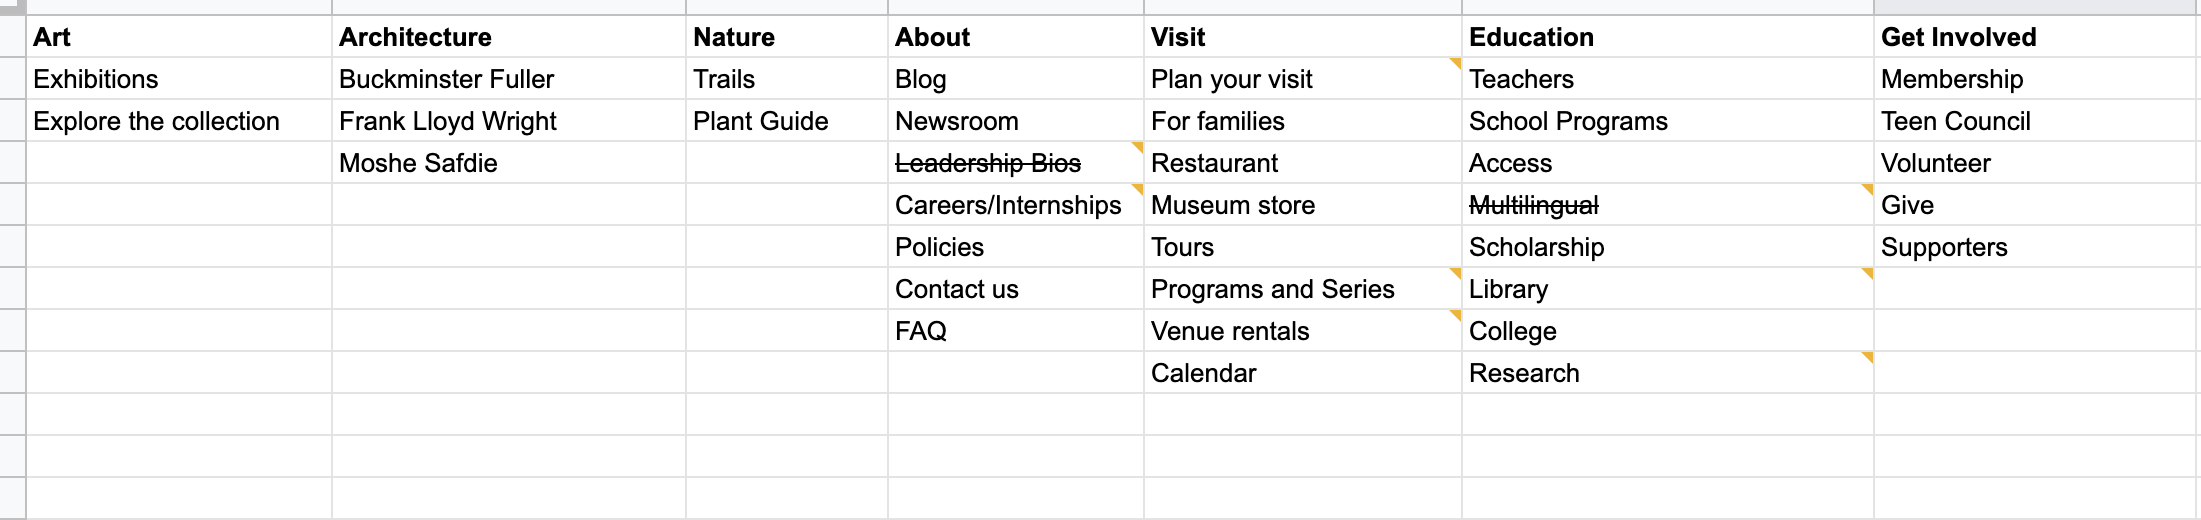 Art Architecture Nature About Visit Education Get Involved
Exhibitions Buckminster Fuller Trails Blog Plan your visit Teachers Membership
Explore the collection Frank Lloyd Wright Plant Guide Newsroom For families School Programs Teen Council
Moshe Safdie Leadership Bios Restaurant Access Volunteer
Careers/Internships Museum store Multilingual Give
Policies Tours Scholarship Supporters
Contact us Programs and Series Library
FAQ Venue rentals College
Calendar Research